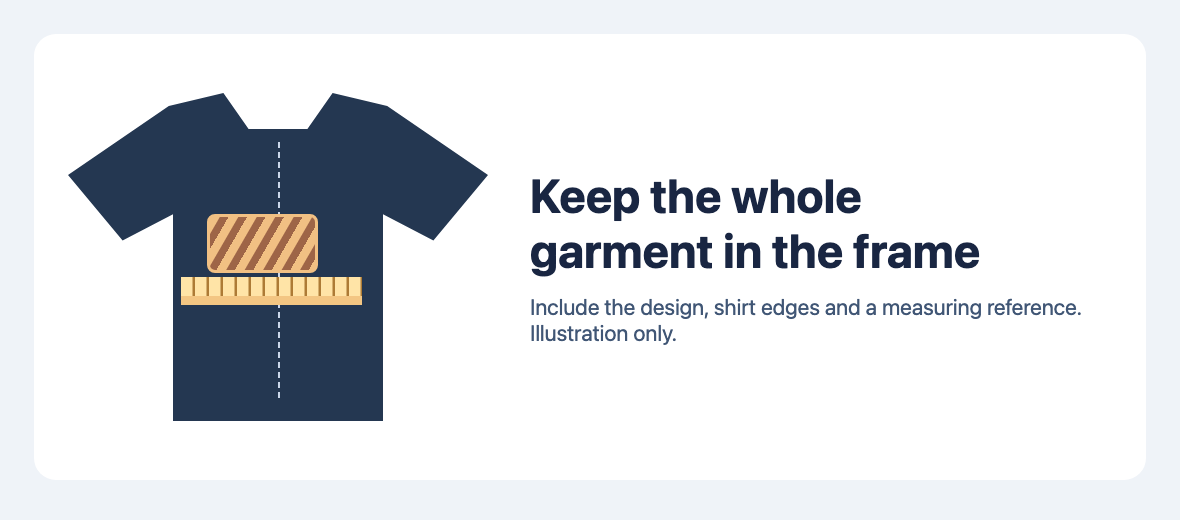 Keep the whole
garment in the frame
Include the design, shirt edges and a measuring reference.
Illustration only.